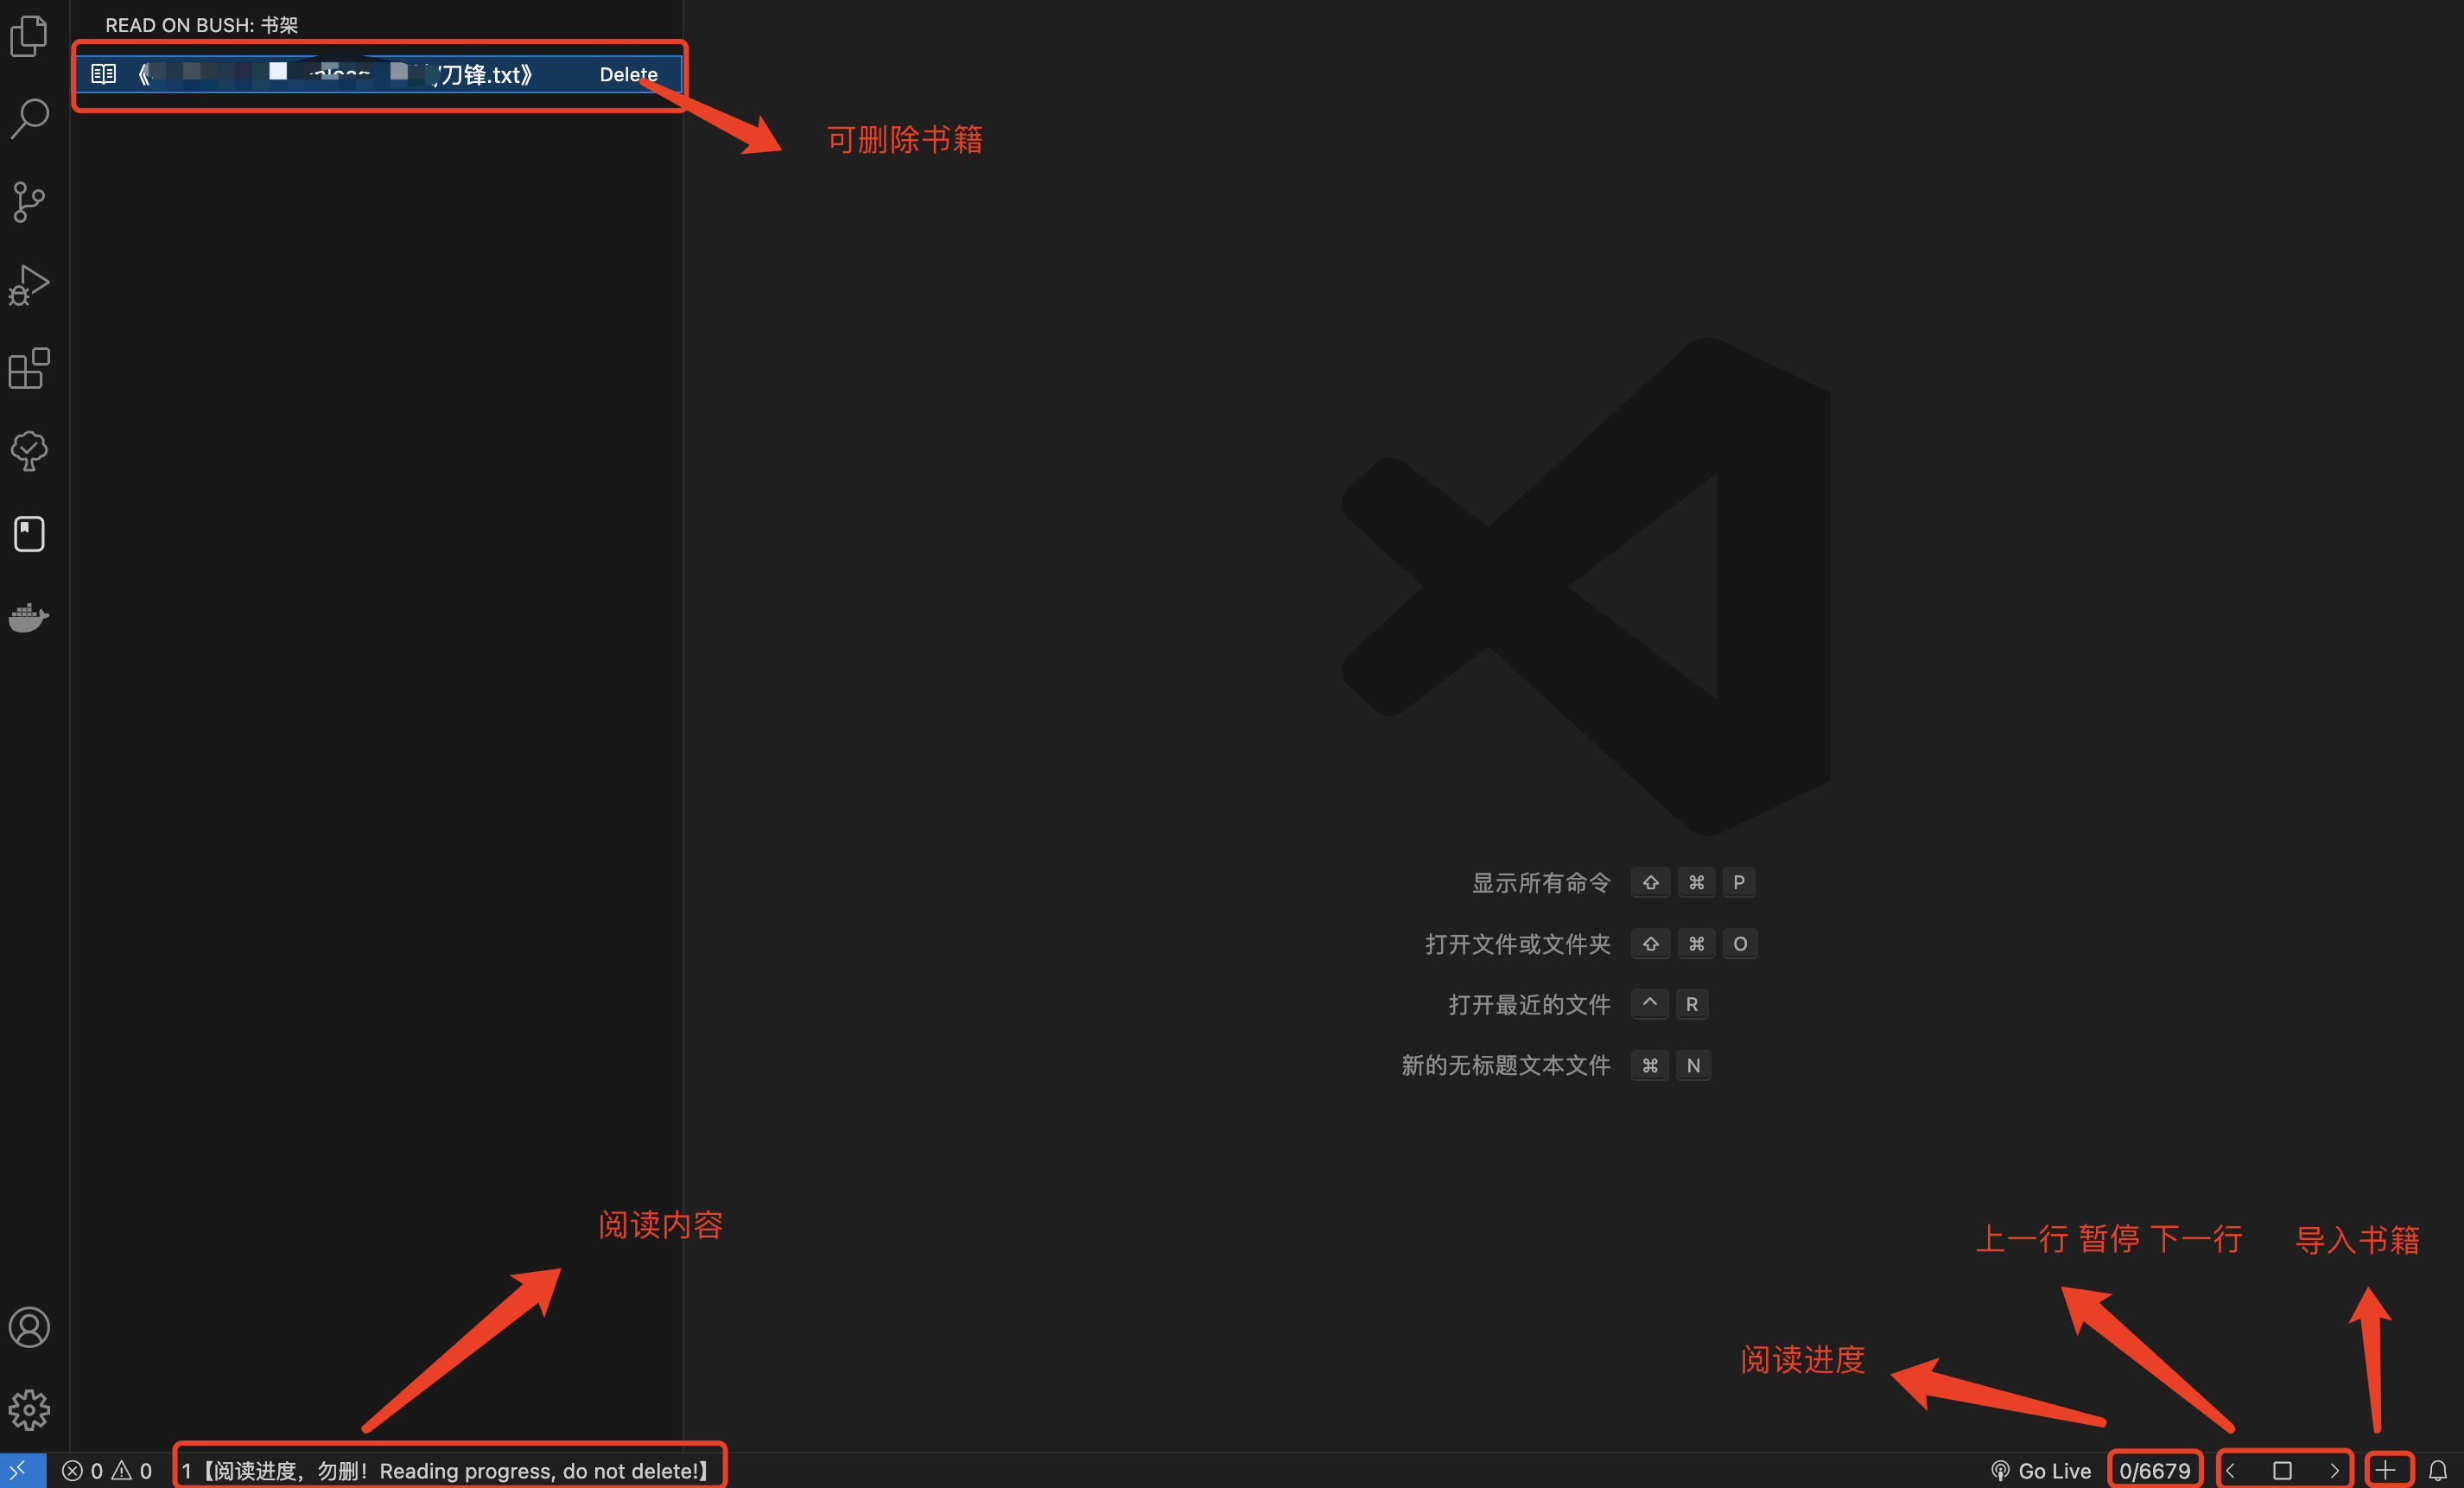 READ ON BUSH: 书架
《 /刀锋.txt》 Delete
可删除书籍
显示所有命令 ⇧ ⌘ P
打开文件或文件夹 ⇧ ⌘ O
打开最近的文件 ^ R
新的无标题文本文件 ⌘ N
阅读内容
上一行 暂停 下一行
导入书籍
阅读进度
0 0 1【阅读进度，勿删！Reading progress, do not delete!】
Go Live 0/6679